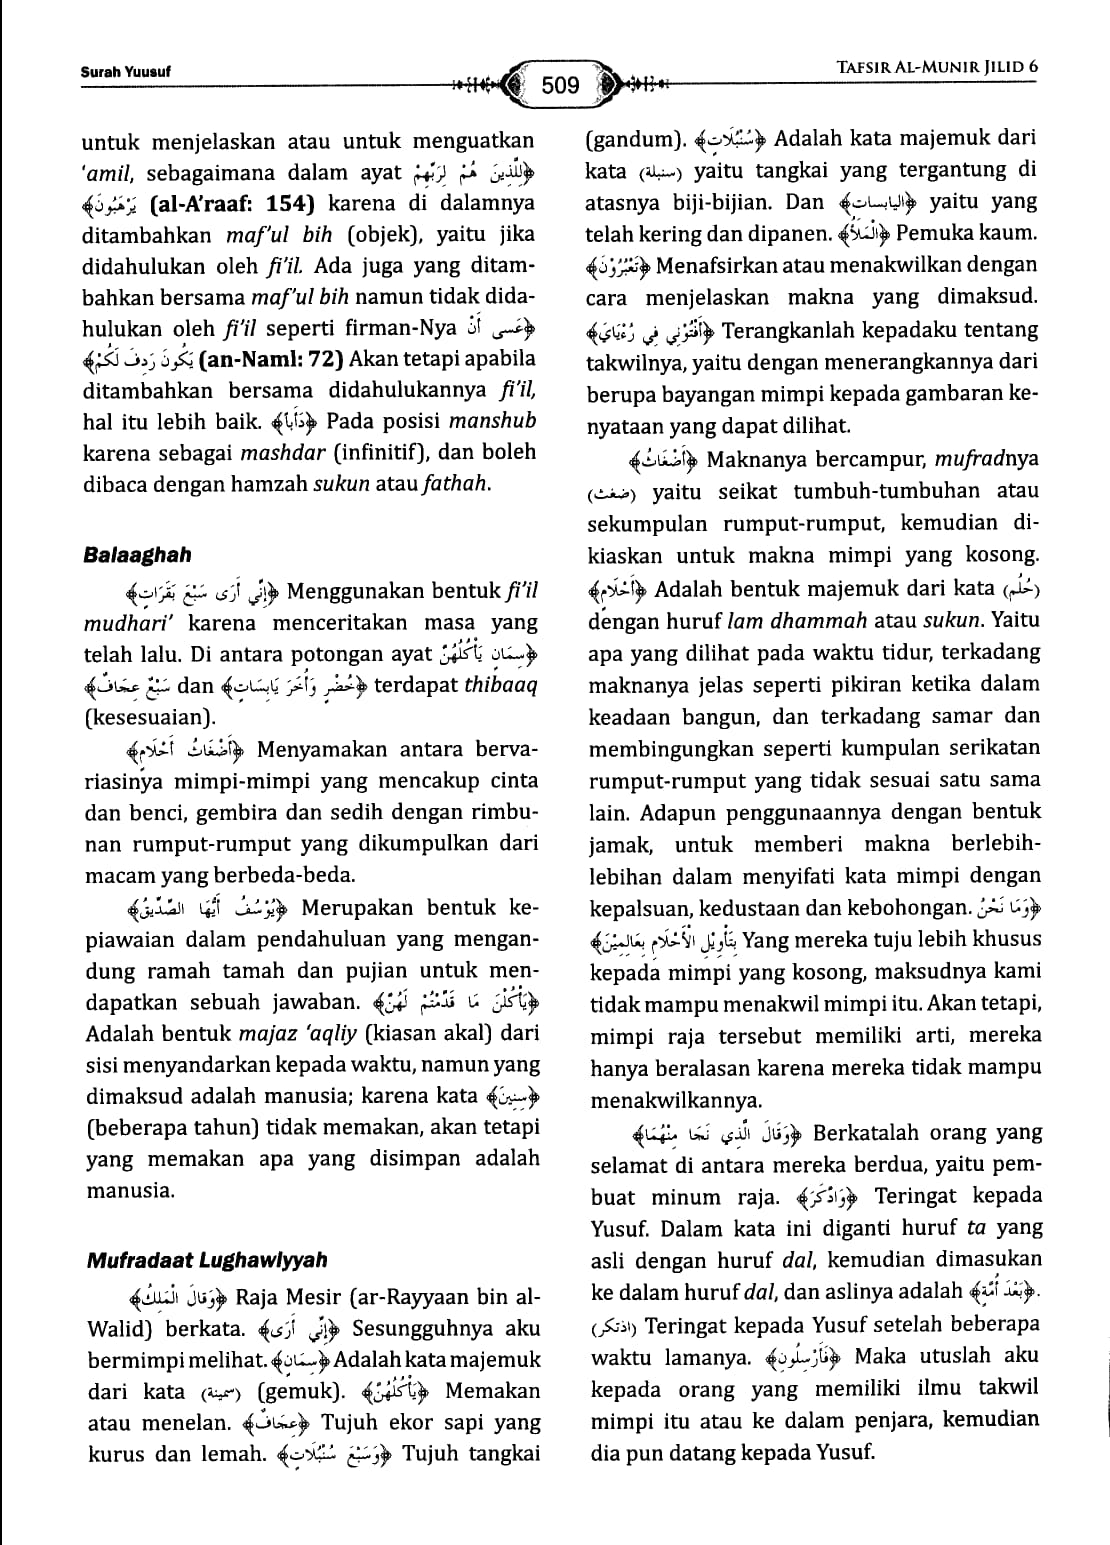 Surah Yuusuf
509
TAFSIR AL-MUNIR JILID 6
untuk menjelaskan atau untuk menguatkan
‘amil, sebagaimana dalam ayat ﴿لِلَّذِينَ هُمْ لِرَبِّهِمْ
يَرْهَبُونَ﴾ (al-A’raaf: 154) karena di dalamnya
ditambahkan maf’ul bih (objek), yaitu jika
didahulukan oleh fi’il. Ada juga yang ditam-
bahkan bersama maf’ul bih namun tidak dida-
hulukan oleh fi’il seperti firman-Nya ﴿عَسى أَنْ
يَكُونَ رَدِفَ لَكُمْ﴾ (an-Naml: 72) Akan tetapi apabila
ditambahkan bersama didahulukannya fi’il,
hal itu lebih baik. ﴿دَأَباً﴾ Pada posisi manshub
karena sebagai mashdar (infinitif), dan boleh
dibaca dengan hamzah sukun atau fathah.
Balaaghah
﴿إِنِّي أَرَى سَبْعَ بَقَرَاتٍ﴾ Menggunakan bentuk fi’il
mudhari’ karena menceritakan masa yang
telah lalu. Di antara potongan ayat ﴿سِمَانٍ يَأْكُلُهُنَّ
سَبْعٌ عِجَافٌ﴾ dan ﴿خُضْرٍ وَأُخَرَ يَابِسَاتٍ﴾ terdapat thibaaq
(kesesuaian).
﴿أَضْغَاثُ أَحْلَامٍ﴾ Menyamakan antara berva-
riasinya mimpi-mimpi yang mencakup cinta
dan benci, gembira dan sedih dengan rimbu-
nan rumput-rumput yang dikumpulkan dari
macam yang berbeda-beda.
﴿يُوْسُفُ أَيُّهَا الصِّدِّيقُ﴾ Merupakan bentuk ke-
piawaian dalam pendahuluan yang mengan-
dung ramah tamah dan pujian untuk men-
dapatkan sebuah jawaban. ﴿يَأْكُلْنَ مَا قَدَّمْتُمْ لَهُنَّ﴾
Adalah bentuk majaz ‘aqliy (kiasan akal) dari
sisi menyandarkan kepada waktu, namun yang
dimaksud adalah manusia; karena kata ﴿سِنِينَ﴾
(beberapa tahun) tidak memakan, akan tetapi
yang memakan apa yang disimpan adalah
manusia.
Mufradaat Lughawiyyah
﴿وَقَالَ الْمَلِكُ﴾ Raja Mesir (ar-Rayyaan bin al-
Walid) berkata. ﴿إِنِّي أَرَى﴾ Sesungguhnya aku
bermimpi melihat. ﴿سِمَانٍ﴾ Adalah kata majemuk
dari kata (سمينة) (gemuk). ﴿يَأْكُلُهُنَّ﴾ Memakan
atau menelan. ﴿عِجَافٌ﴾ Tujuh ekor sapi yang
kurus dan lemah. ﴿وَسَبْعَ سُنْبُلَاتٍ﴾ Tujuh tangkai
(gandum). ﴿سُنْبُلَاتٍ﴾ Adalah kata majemuk dari
kata (سنبلة) yaitu tangkai yang tergantung di
atasnya biji-bijian. Dan ﴿اليابسات﴾ yaitu yang
telah kering dan dipanen. ﴿الْمَلَأُ﴾ Pemuka kaum.
﴿تَعْبُرُوْنَ﴾ Menafsirkan atau menakwilkan dengan
cara menjelaskan makna yang dimaksud.
﴿أَفْتُوْنِي فِي رُءْيَايَ﴾ Terangkanlah kepadaku tentang
takwilnya, yaitu dengan menerangkannya dari
berupa bayangan mimpi kepada gambaran ke-
nyataan yang dapat dilihat.
﴿أَضْغَاثُ﴾ Maknanya bercampur, mufradnya
(ضغث) yaitu seikat tumbuh-tumbuhan atau
sekumpulan rumput-rumput, kemudian di-
kiaskan untuk makna mimpi yang kosong.
﴿أَحْلَامٍ﴾ Adalah bentuk majemuk dari kata (حُلُم)
dengan huruf lam dhammah atau sukun. Yaitu
apa yang dilihat pada waktu tidur, terkadang
maknanya jelas seperti pikiran ketika dalam
keadaan bangun, dan terkadang samar dan
membingungkan seperti kumpulan serikatan
rumput-rumput yang tidak sesuai satu sama
lain. Adapun penggunaannya dengan bentuk
jamak, untuk memberi makna berlebih-
lebihan dalam menyifati kata mimpi dengan
kepalsuan, kedustaan dan kebohongan. ﴿وَمَا نَحْنُ
بِتَأْوِيْلِ الْأَحْلَامِ بِعَالِمِيْنَ﴾ Yang mereka tuju lebih khusus
kepada mimpi yang kosong, maksudnya kami
tidak mampu menakwil mimpi itu. Akan tetapi,
mimpi raja tersebut memiliki arti, mereka
hanya beralasan karena mereka tidak mampu
menakwilkannya.
﴿وَقَالَ الَّذِي نَجَا مِنْهُمَا﴾ Berkatalah orang yang
selamat di antara mereka berdua, yaitu pem-
buat minum raja. ﴿وَادَّكَرَ﴾ Teringat kepada
Yusuf. Dalam kata ini diganti huruf ta yang
asli dengan huruf dal, kemudian dimasukan
ke dalam huruf dal, dan aslinya adalah ﴿بَعْدَ أُمَّةٍ﴾.
(اذتكر) Teringat kepada Yusuf setelah beberapa
waktu lamanya. ﴿فَأَرْسِلُونِ﴾ Maka utuslah aku
kepada orang yang memiliki ilmu takwil
mimpi itu atau ke dalam penjara, kemudian
dia pun datang kepada Yusuf.